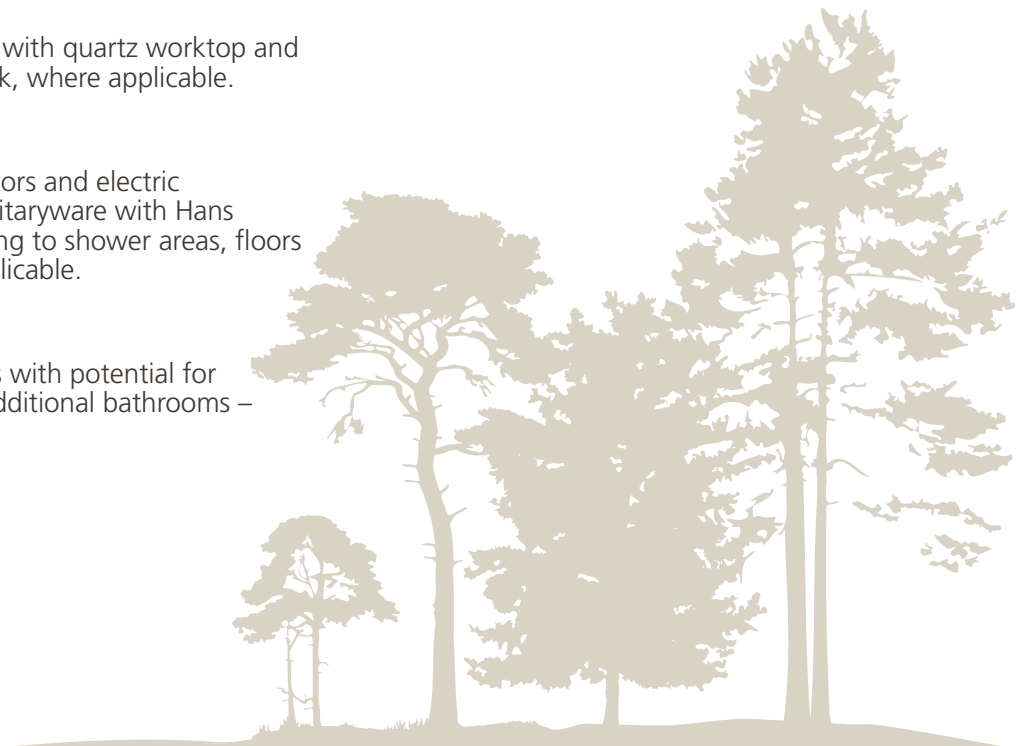 with quartz worktop and
k, where applicable.
ors and electric
itaryware with Hans
ng to shower areas, floors
licable.
s with potential for
dditional bathrooms –